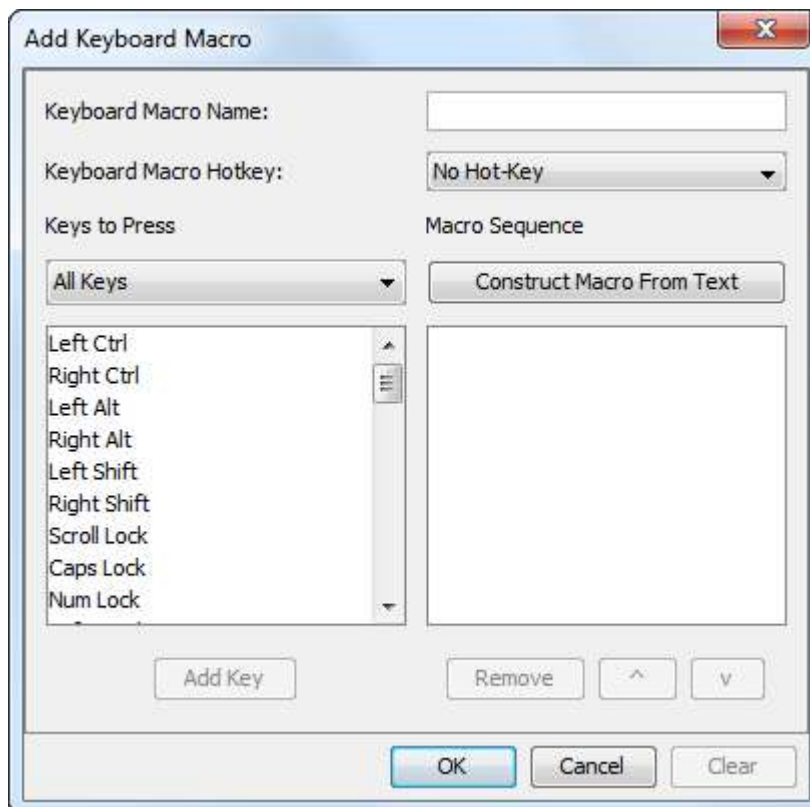 Add Keyboard Macro
Keyboard Macro Name:
Keyboard Macro Hotkey: No Hot-Key
Keys to Press Macro Sequence
All Keys Construct Macro From Text
Left Ctrl
Right Ctrl
Left Alt
Right Alt
Left Shift
Right Shift
Scroll Lock
Caps Lock
Num Lock
Add Key Remove ^ v
OK Cancel Clear